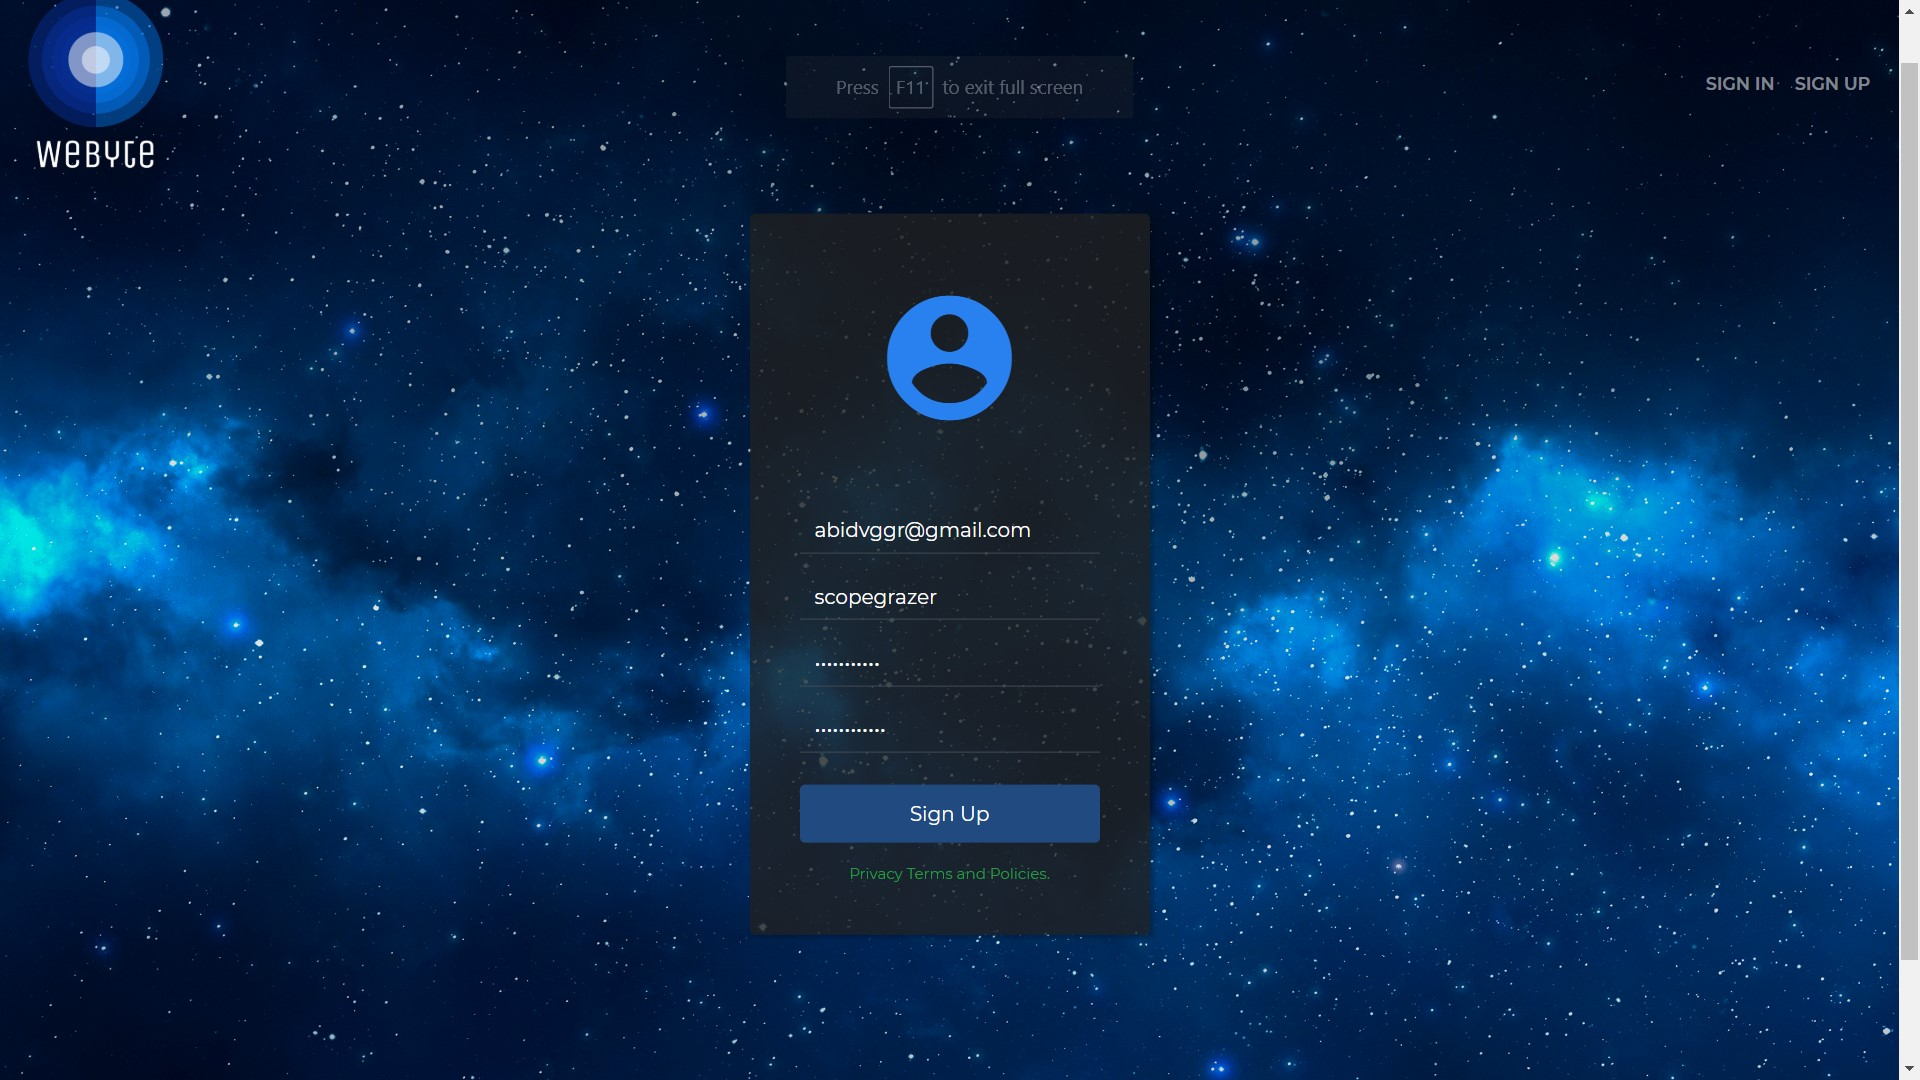 weByte
Press F11 to exit full screen
SIGN IN SIGN UP
abidvggr@gmail.com
scopegrazer
•••••••••••
••••••••••••
Sign Up
Privacy Terms and Policies.